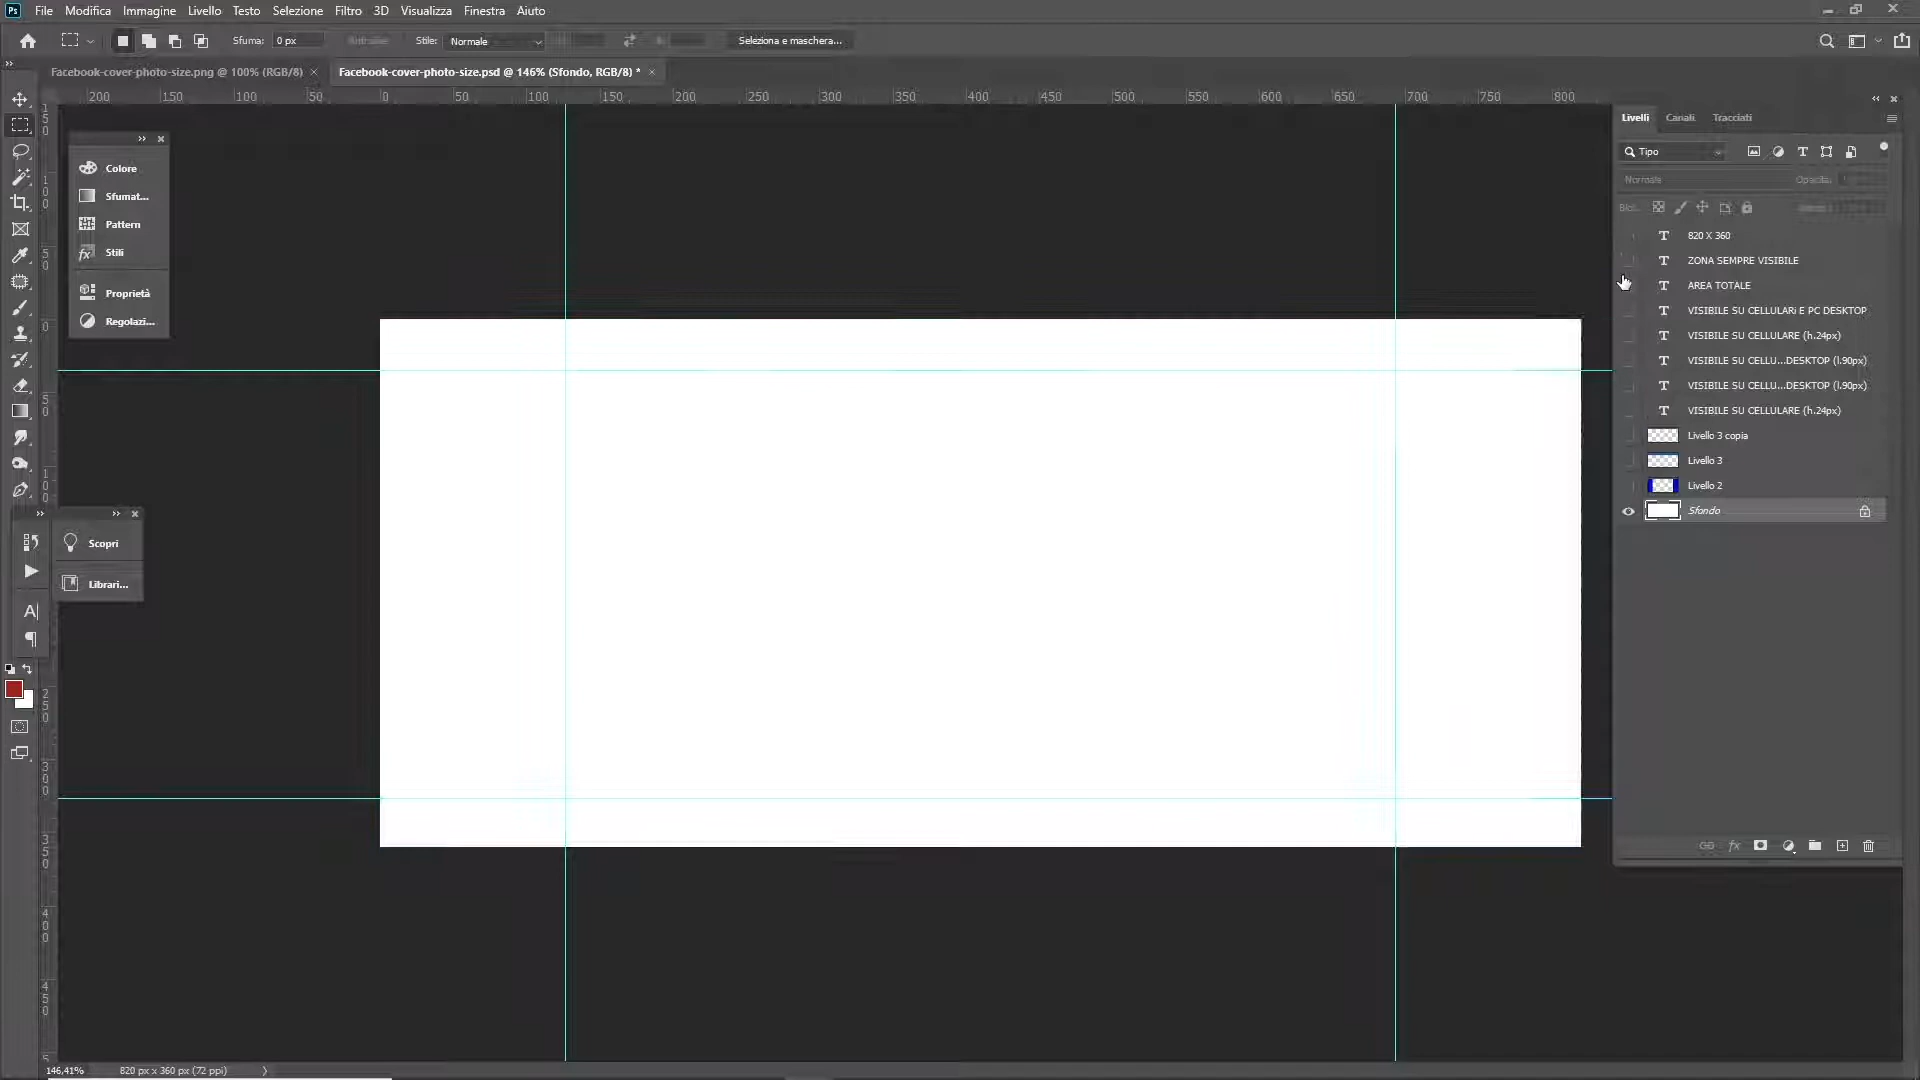 Ps File Modifica Immagine Livello Testo Selezione Filtro 3D Visualizza Finestra Aiuto
Sfuma: 0 px Stile: Normale Seleziona e maschera...
Facebook-cover-photo-size.png @ 100% (RGB/8) × Facebook-cover-photo-size.psd @ 146% (Sfondo, RGB/8) * ×
200 150 100 50 0 50 100 150 200 250 300 350 400 450 500 550 600 650 700 750 800
Colore
Sfumat...
Pattern
Stili
Proprietà
Regolazi...
Scopri
Librari...
Livelli Canali Tracciati
Tipo
Normale Opacità:
Bloc..
820 X 360
ZONA SEMPRE VISIBILE
AREA TOTALE
VISIBILE SU CELLULARi E PC DESKTOP
VISIBILE SU CELLULARE (h.24px)
VISIBILE SU CELLU...DESKTOP (l.90px)
VISIBILE SU CELLU...DESKTOP (l.90px)
VISIBILE SU CELLULARE (h.24px)
Livello 3 copia
Livello 3
Livello 2
Sfondo
146,41% 820 px x 360 px (72 ppi)